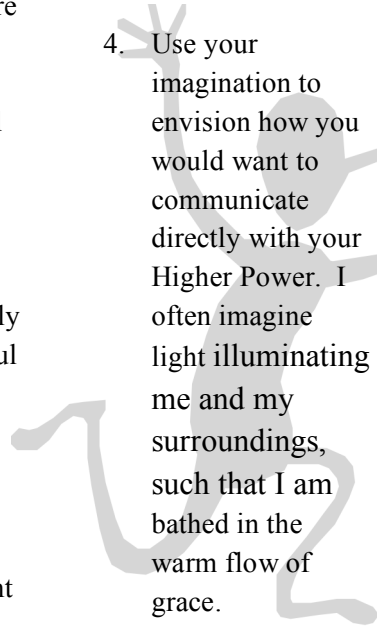 4. Use your
imagination to
envision how you
would want to
communicate
directly with your
Higher Power.  I
often imagine
light illuminating
me and my
surroundings,
such that I am
bathed in the
warm flow of
grace.